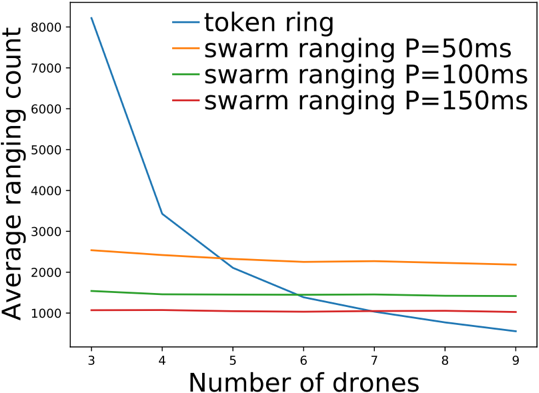 token ring
swarm ranging P=50ms
swarm ranging P=100ms
swarm ranging P=150ms
Average ranging count
8000
7000
6000
5000
4000
3000
2000
1000
3 4 5 6 7 8 9
Number of drones